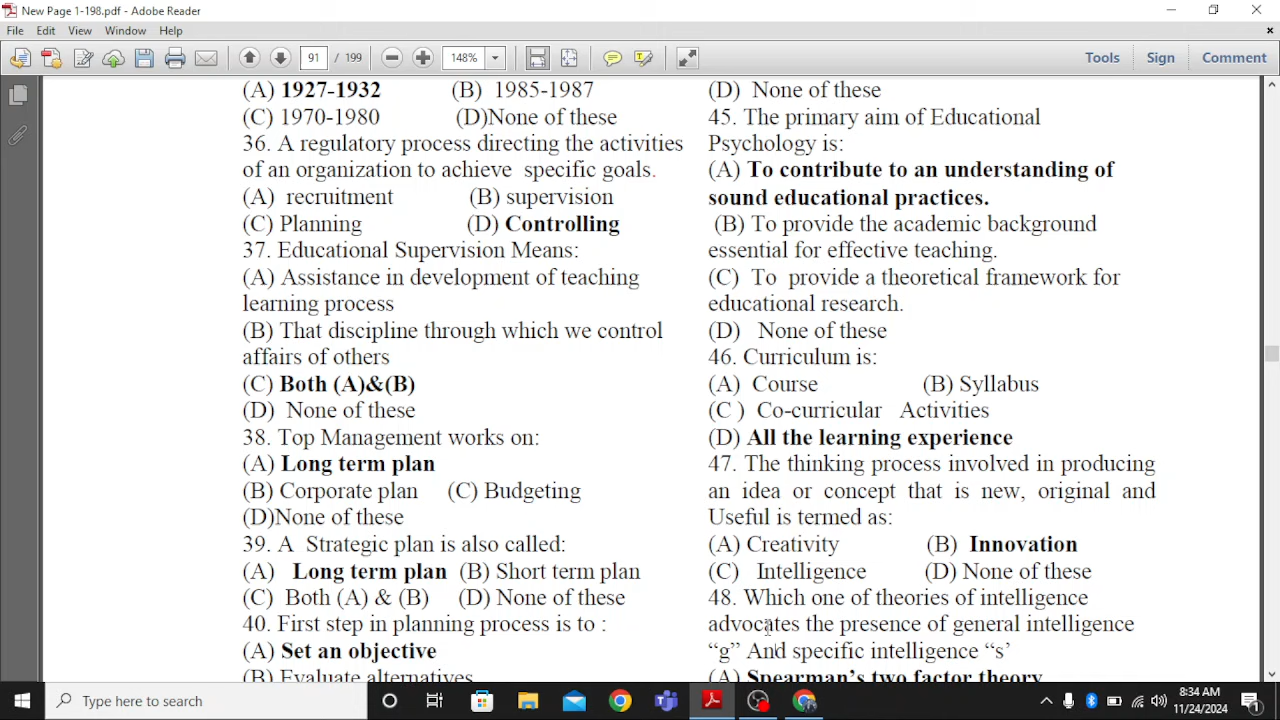 New Page 1-198.pdf - Adobe Reader
File Edit View Window Help
91 / 199 148% Tools Sign Comment
(A) 1927-1932 (B) 1985-1987
(C) 1970-1980 (D)None of these
36. A regulatory process directing the activities
of an organization to achieve specific goals.
(A) recruitment (B) supervision
(C) Planning (D) Controlling
37. Educational Supervision Means:
(A) Assistance in development of teaching
learning process
(B) That discipline through which we control
affairs of others
(C) Both (A)&(B)
(D) None of these
38. Top Management works on:
(A) Long term plan
(B) Corporate plan (C) Budgeting
(D)None of these
39. A Strategic plan is also called:
(A) Long term plan (B) Short term plan
(C) Both (A) & (B) (D) None of these
40. First step in planning process is to :
(A) Set an objective
(B) Evaluate alternatives
(D) None of these
45. The primary aim of Educational
Psychology is:
(A) To contribute to an understanding of
sound educational practices.
(B) To provide the academic background
essential for effective teaching.
(C) To provide a theoretical framework for
educational research.
(D) None of these
46. Curriculum is:
(A) Course (B) Syllabus
(C ) Co-curricular Activities
(D) All the learning experience
47. The thinking process involved in producing
an idea or concept that is new, original and
Useful is termed as:
(A) Creativity (B) Innovation
(C) Intelligence (D) None of these
48. Which one of theories of intelligence
advocates the presence of general intelligence
“g” And specific intelligence “s’
(A) Spearman’s two factor theory
Type here to search
8:34 AM
11/24/2024